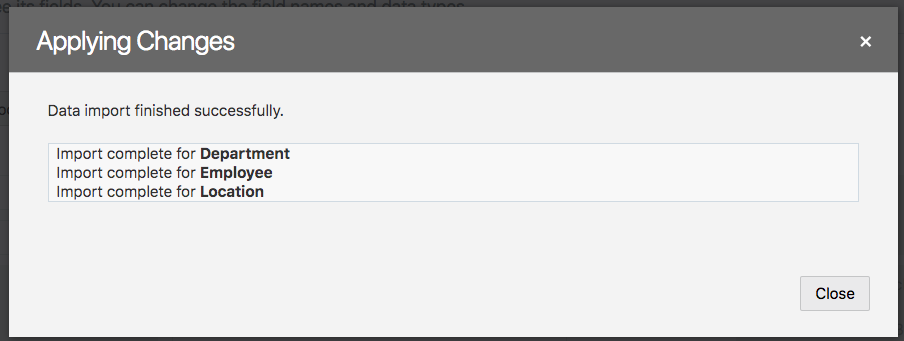 e its fields. You can change the field names and data types
Applying Changes
×
Data import finished successfully.
Import complete for Department
Import complete for Employee
Import complete for Location
Close